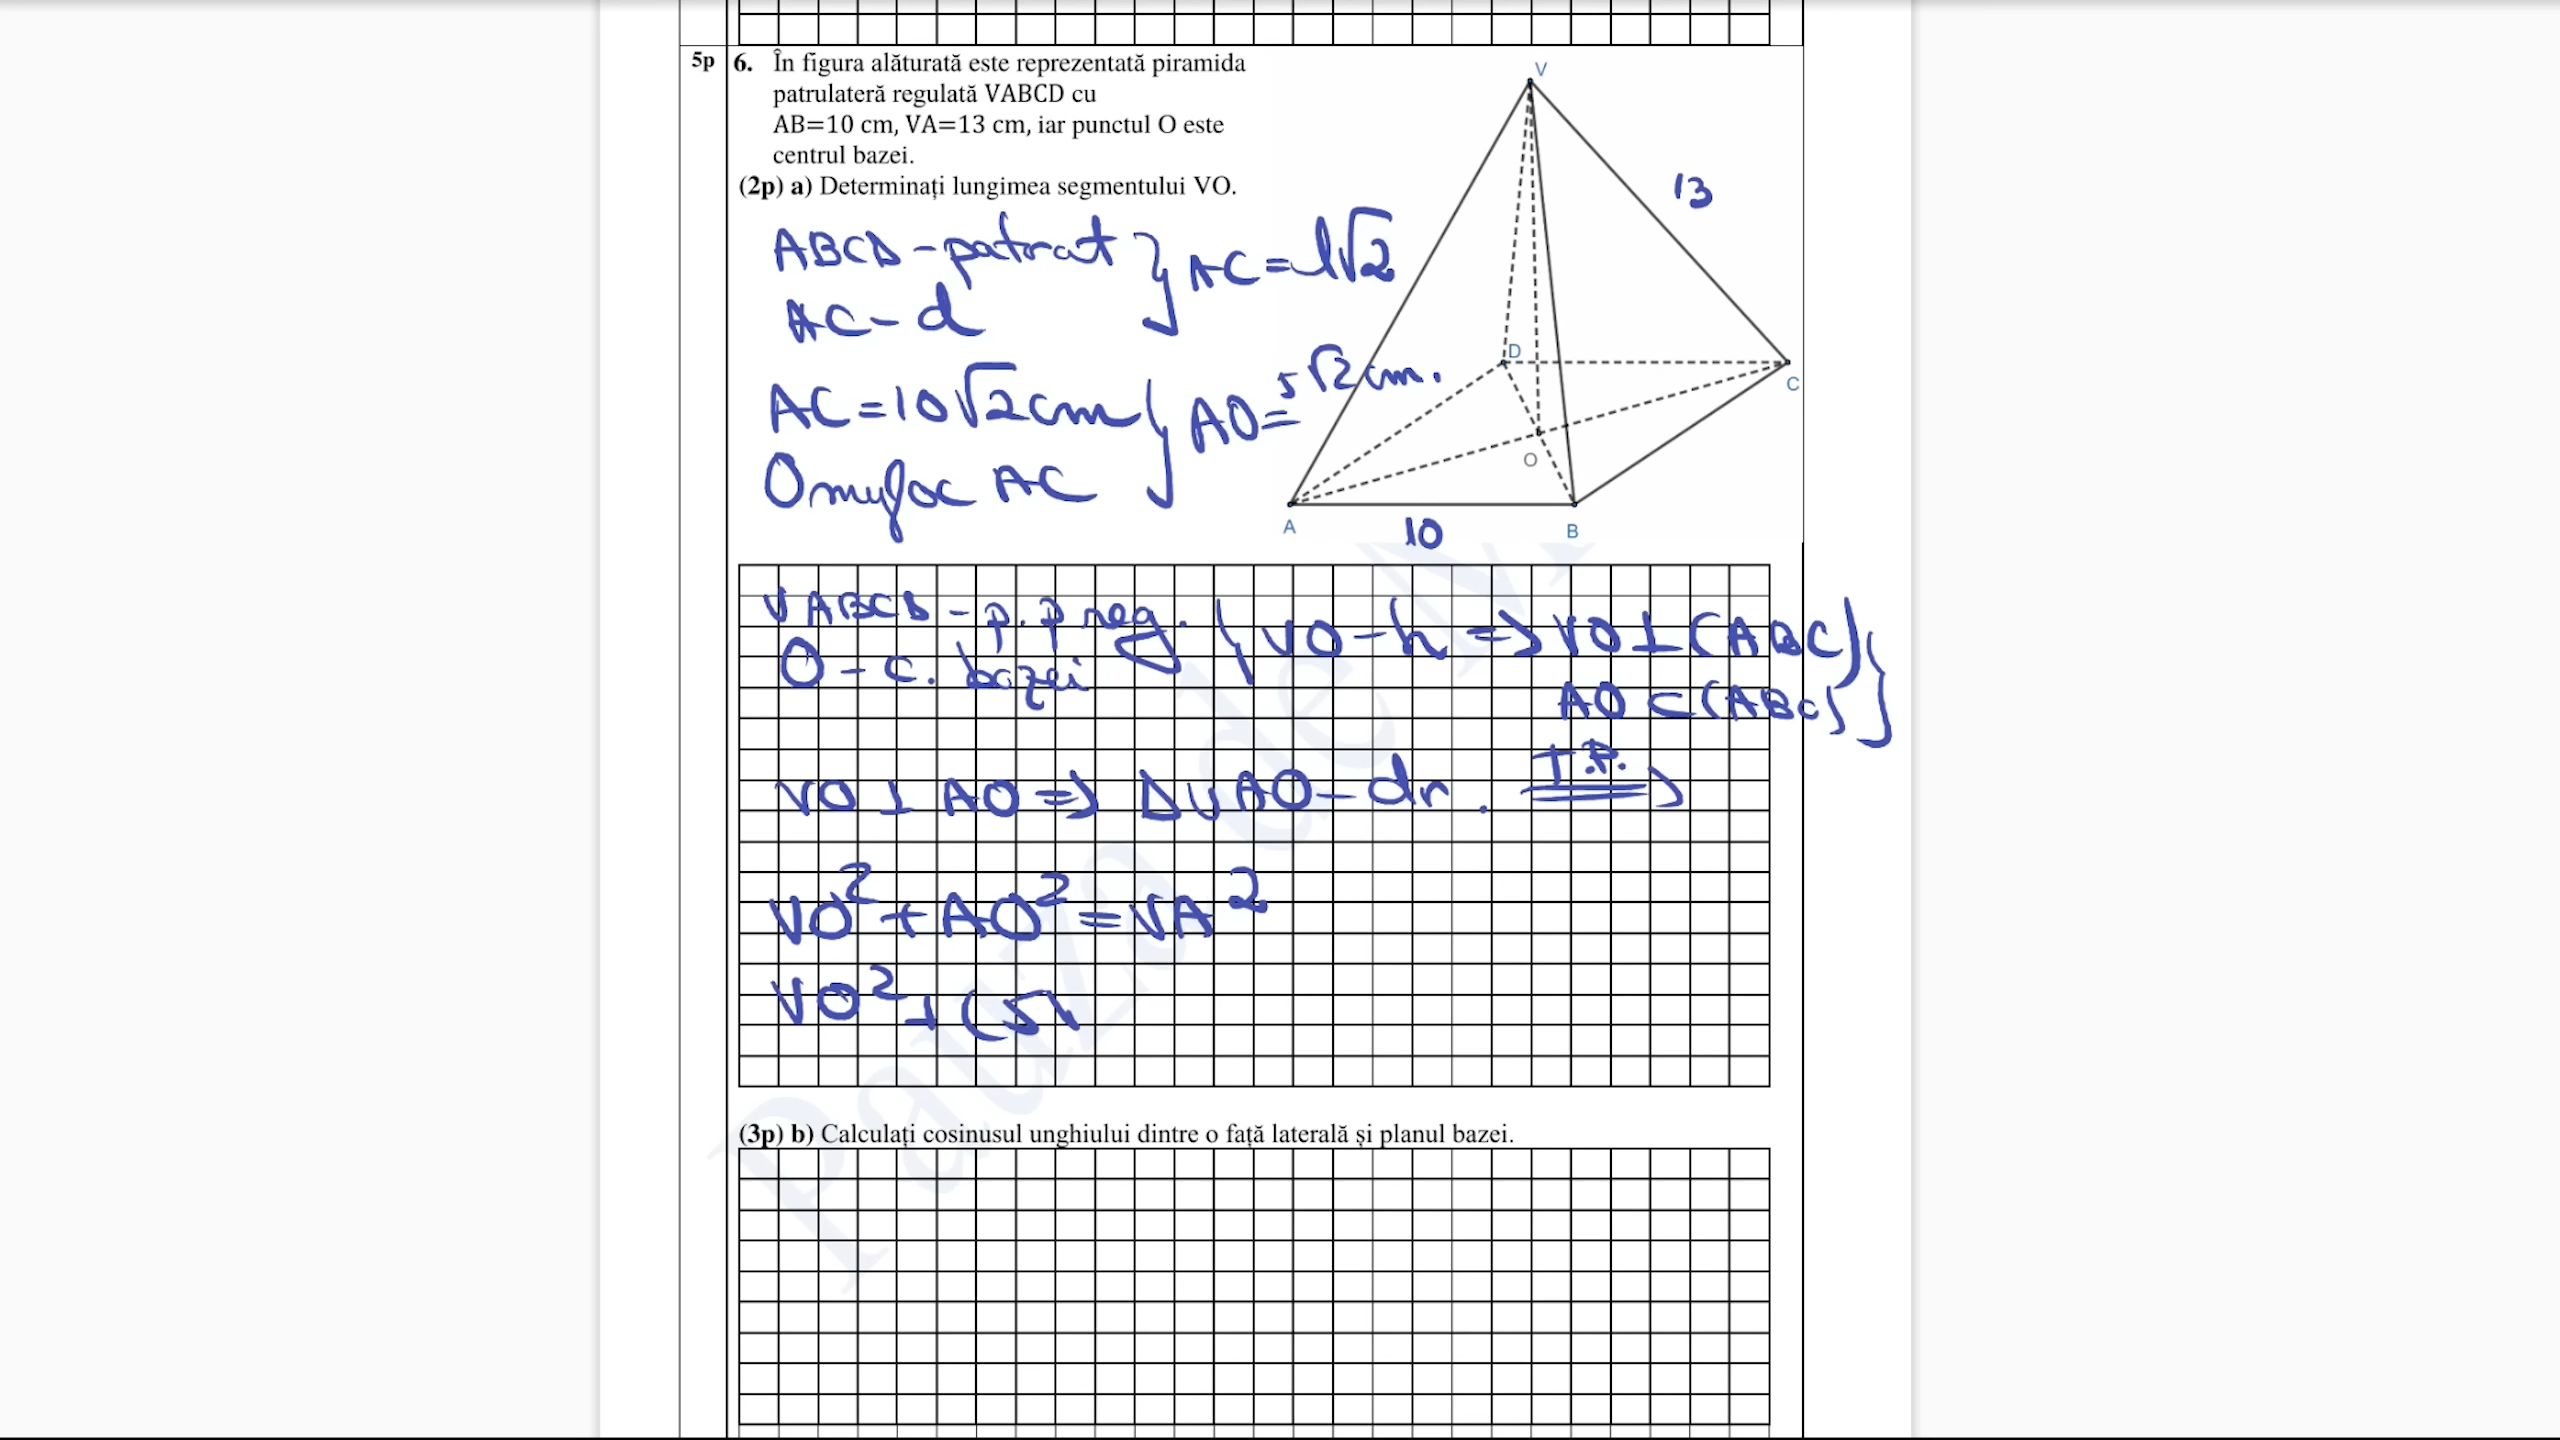 5p 6. În figura alăturată este reprezentată piramida
patrulateră regulată VABCD cu
AB=10 cm, VA=13 cm, iar punctul O este
centrul bazei.
(2p) a) Determinați lungimea segmentului VO.
V
13
D
C
O
A
B
10
ABCD - patrat } AC = l√2
AC - d
AC = 10√2 cm } AO = 5√2 cm.
O mijloc AC
VABCD - p. p reg. } VO - h => VO ⊥ (ABC) }
O - c. bazei
AO ⊂ (ABC)
VO ⊥ AO => Δ VAO - dr. T.P. =>
VO² + AO² = VA²
VO² + (5√
(3p) b) Calculați cosinusul unghiului dintre o față laterală și planul bazei.
Pauza de M